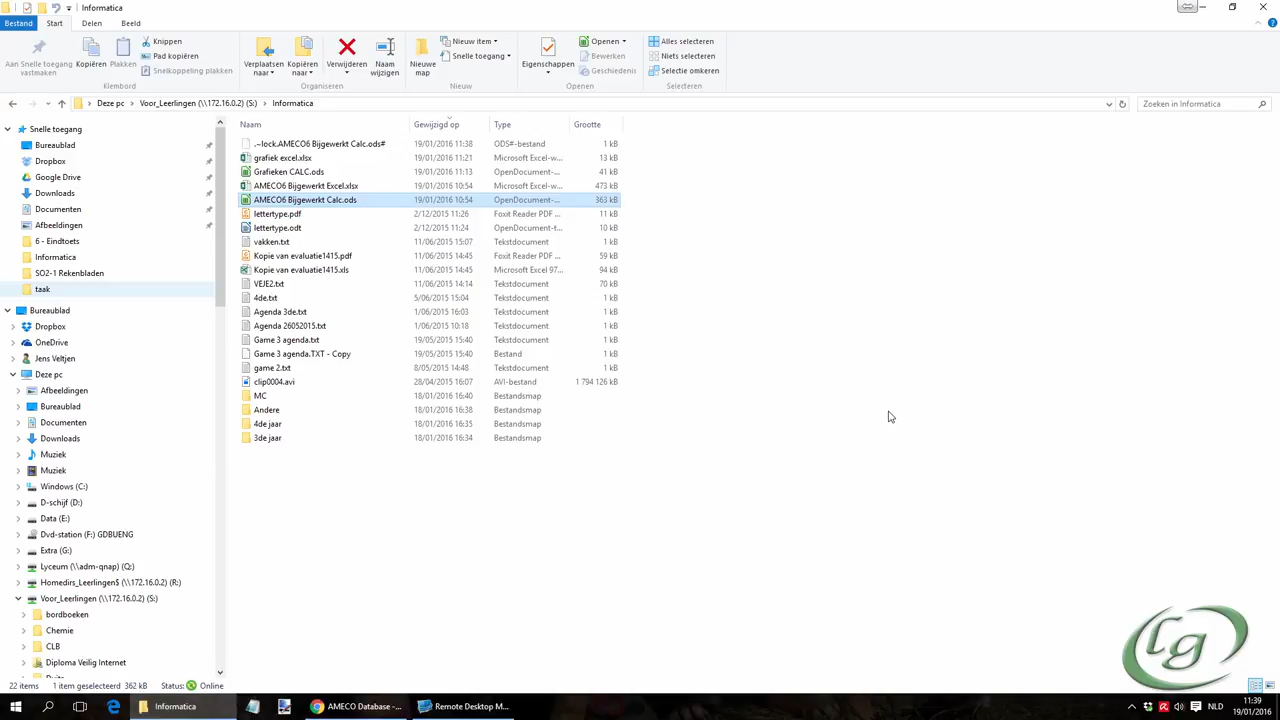 Informatica
Bestand Start Delen Beeld
Aan Snelle toegang vastmaken
Kopiëren
Plakken
Knippen
Pad kopiëren
Snelkoppeling plakken
Klembord
Verplaatsen naar
Kopiëren naar
Verwijderen
Naam wijzigen
Organiseren
Nieuwe map
Nieuw item
Snelle toegang
Nieuw
Eigenschappen
Openen
Bewerken
Geschiedenis
Openen
Alles selecteren
Niets selecteren
Selectie omkeren
Selecteren
Deze pc > Voor_Leerlingen (\\172.16.0.2) (S:) > Informatica
Zoeken in Informatica
Snelle toegang
Bureaublad
Dropbox
Google Drive
Downloads
Documenten
Afbeeldingen
6 - Eindtoets
Informatica
SO2-1 Rekenbladen
taak
Bureaublad
Dropbox
OneDrive
Jens Veltjen
Deze pc
Afbeeldingen
Bureaublad
Documenten
Downloads
Muziek
Muziek
Windows (C:)
D-schijf (D:)
Data (E:)
Dvd-station (F:) GDBUENG
Extra (G:)
Lyceum (\\adm-qnap) (Q:)
Homedirs_Leerlingen$ (\\172.16.0.2) (R:)
Voor_Leerlingen (\\172.16.0.2) (S:)
bordboeken
Chemie
CLB
Diploma Veilig Internet
Naam Gewijzigd op Type Grootte
.~lock.AMECO6 Bijgewerkt Calc.ods# 19/01/2016 11:38 ODS#-bestand 1 kB
grafiek excel.xlsx 19/01/2016 11:21 Microsoft Excel-w... 13 kB
Grafieken CALC.ods 19/01/2016 11:13 OpenDocument-... 41 kB
AMECO6 Bijgewerkt Excel.xlsx 19/01/2016 10:54 Microsoft Excel-w... 473 kB
AMECO6 Bijgewerkt Calc.ods 19/01/2016 10:54 OpenDocument-... 363 kB
lettertype.pdf 2/12/2015 11:26 Foxit Reader PDF ... 11 kB
lettertype.odt 2/12/2015 11:24 OpenDocument-t... 10 kB
vakken.txt 11/06/2015 15:07 Tekstdocument 1 kB
Kopie van evaluatie1415.pdf 11/06/2015 14:45 Foxit Reader PDF ... 59 kB
Kopie van evaluatie1415.xls 11/06/2015 14:45 Microsoft Excel 97... 94 kB
VEJE2.txt 11/06/2015 14:14 Tekstdocument 70 kB
4de.txt 5/06/2015 15:04 Tekstdocument 1 kB
Agenda 3de.txt 1/06/2015 16:03 Tekstdocument 1 kB
Agenda 26052015.txt 1/06/2015 10:18 Tekstdocument 1 kB
Game 3 agenda.txt 19/05/2015 15:40 Tekstdocument 1 kB
Game 3 agenda.TXT - Copy 19/05/2015 15:40 Bestand 1 kB
game 2.txt 8/05/2015 14:48 Tekstdocument 1 kB
clip0004.avi 28/04/2015 16:07 AVI-bestand 1 794 126 kB
MC 18/01/2016 16:40 Bestandsmap
Andere 18/01/2016 16:38 Bestandsmap
4de jaar 18/01/2016 16:35 Bestandsmap
3de jaar 18/01/2016 16:34 Bestandsmap
lg
22 items 1 item geselecteerd 362 kB Status: Online
Informatica
AMECO Database -...
Remote Desktop M...
NLD
11:39
19/01/2016